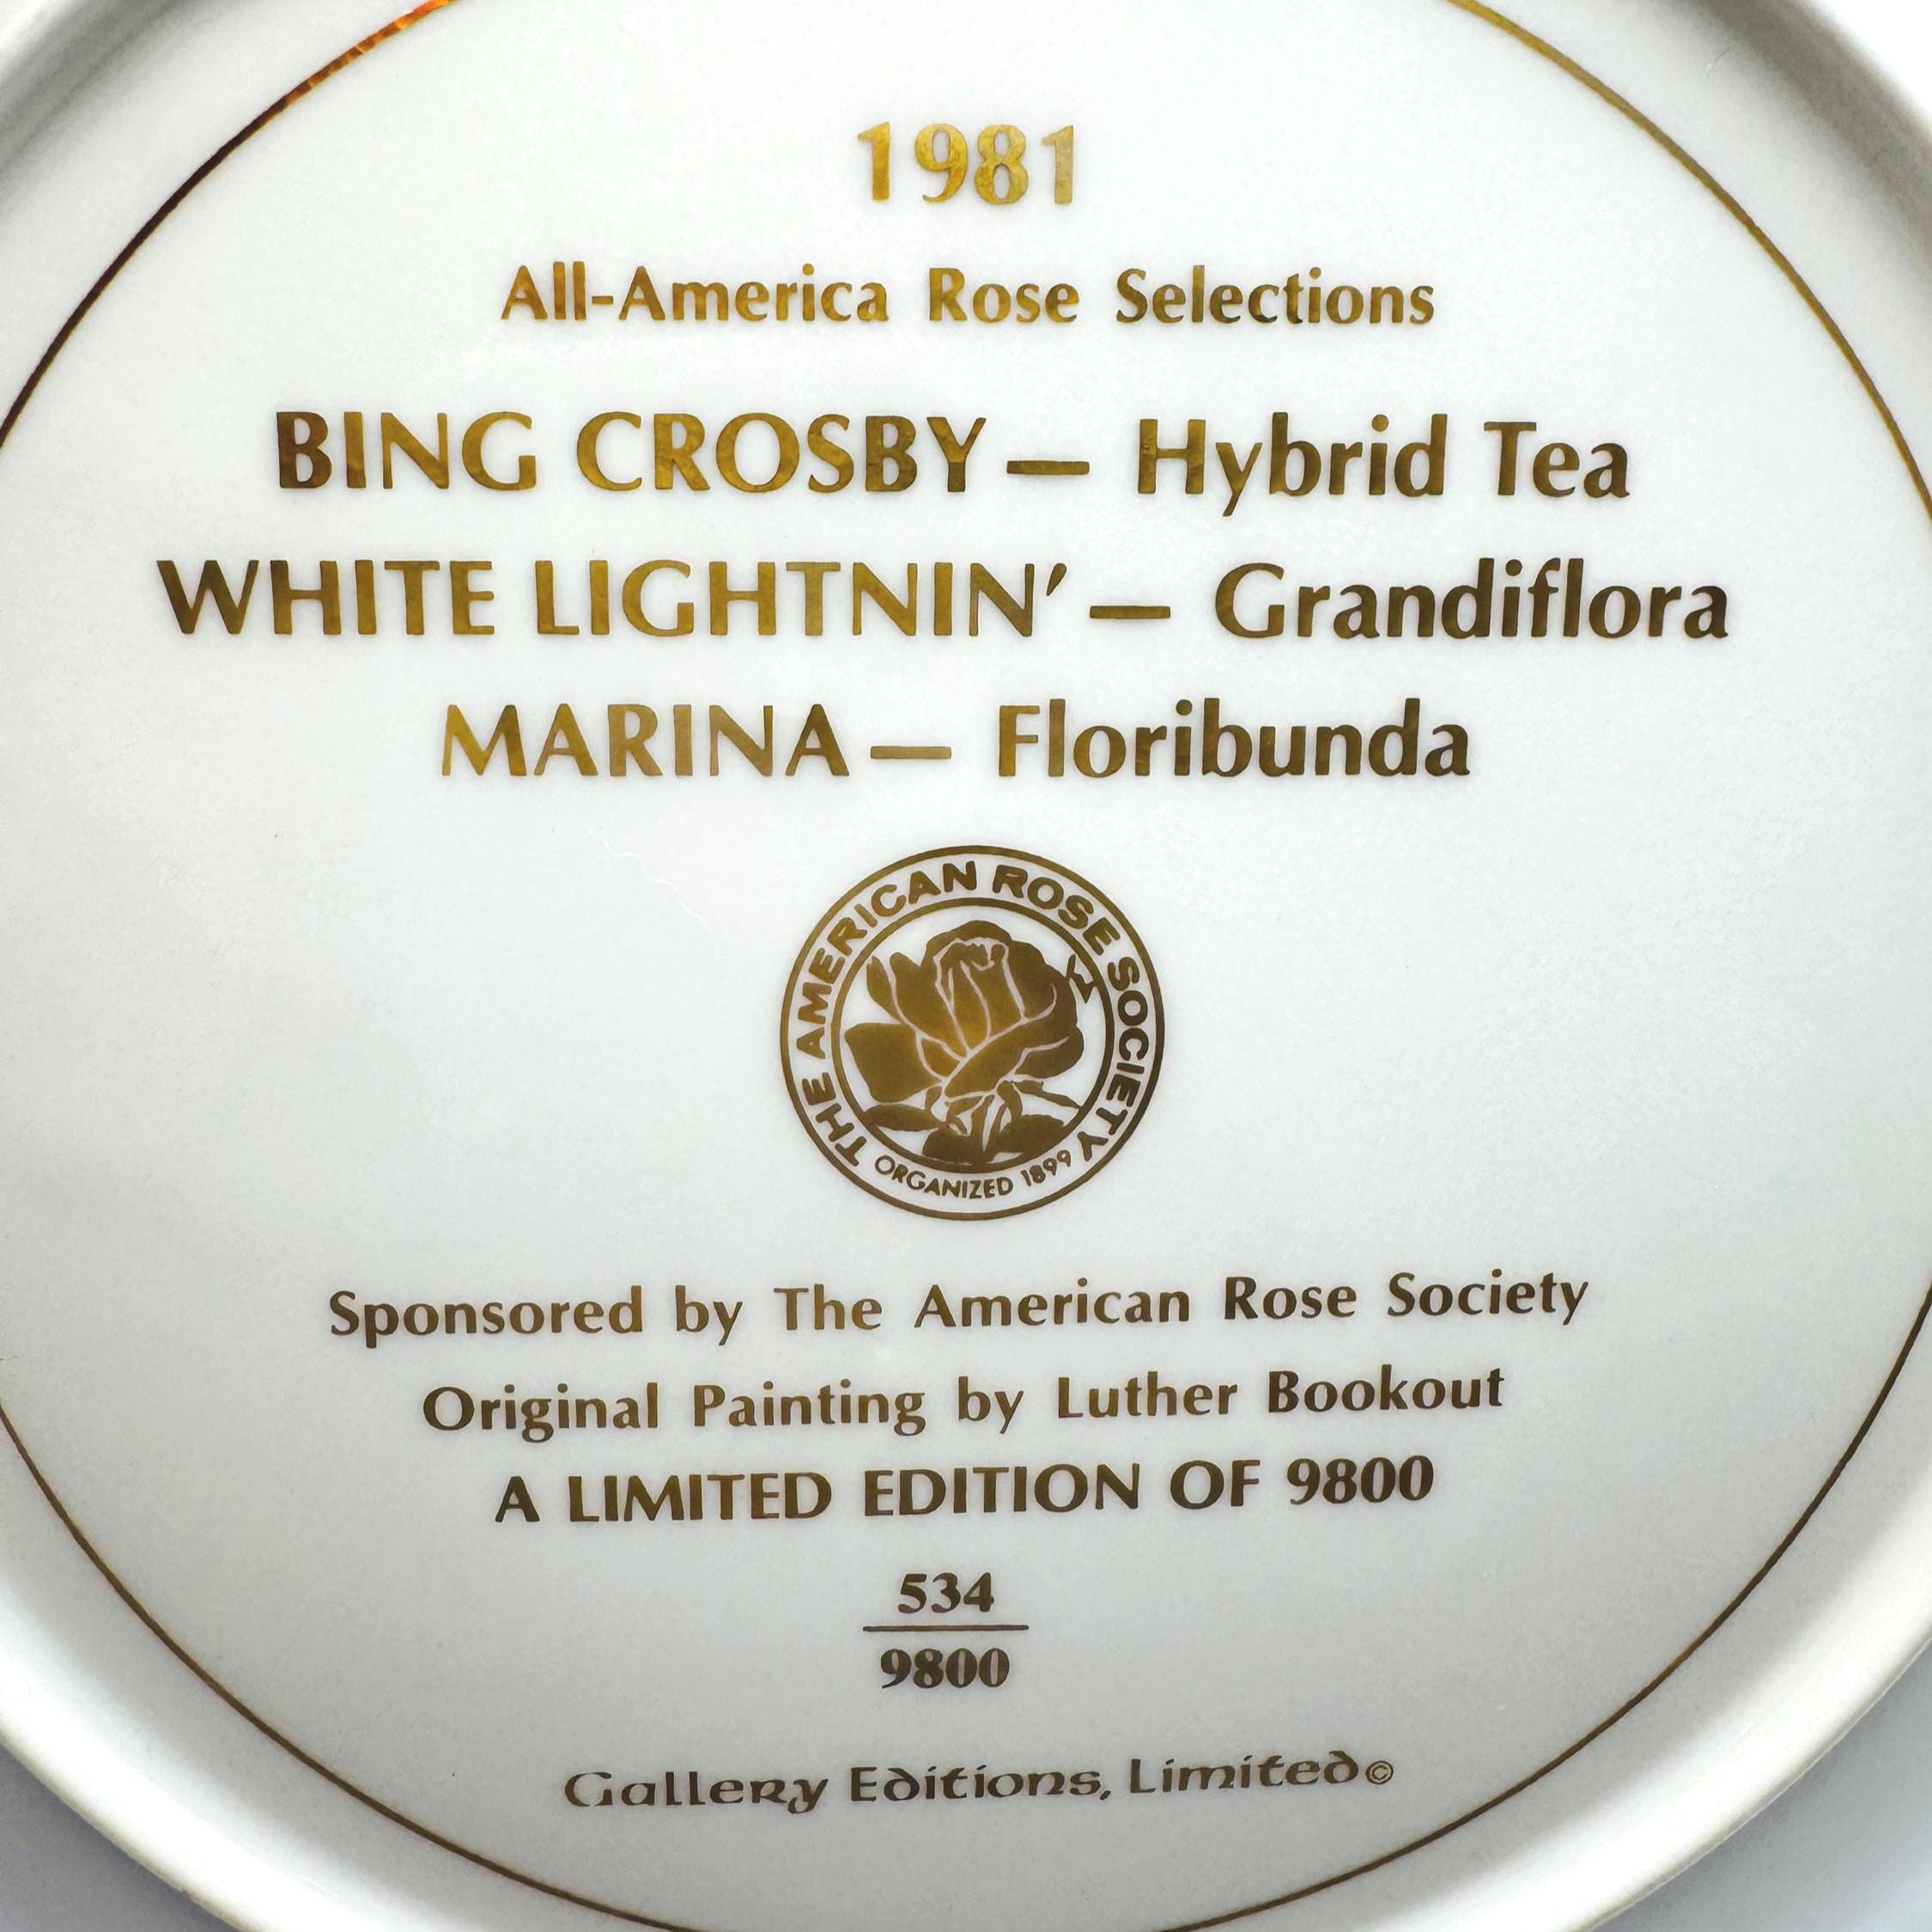 1981
All-America Rose Selections
BING CROSBY — Hybrid Tea
WHITE LIGHTNIN' — Grandiflora
MARINA — Floribunda
THE AMERICAN ROSE SOCIETY
ORGANIZED 1899
Sponsored by The American Rose Society
Original Painting by Luther Bookout
A LIMITED EDITION OF 9800
534
9800
Gallery Editions, Limited©